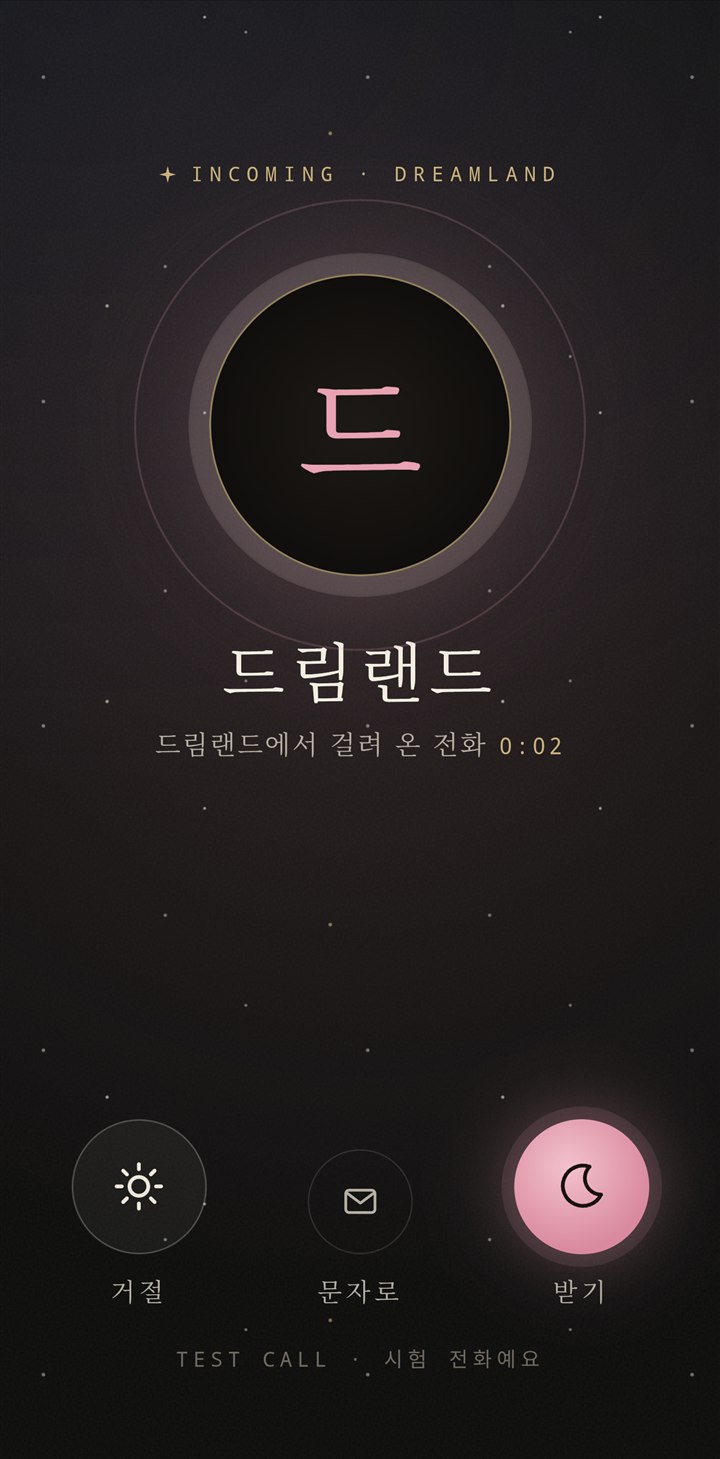 INCOMING · DREAMLAND
드
드림랜드
드림랜드에서 걸려 온 전화 0:02
거절 문자로 받기
TEST CALL · 시험 전화예요